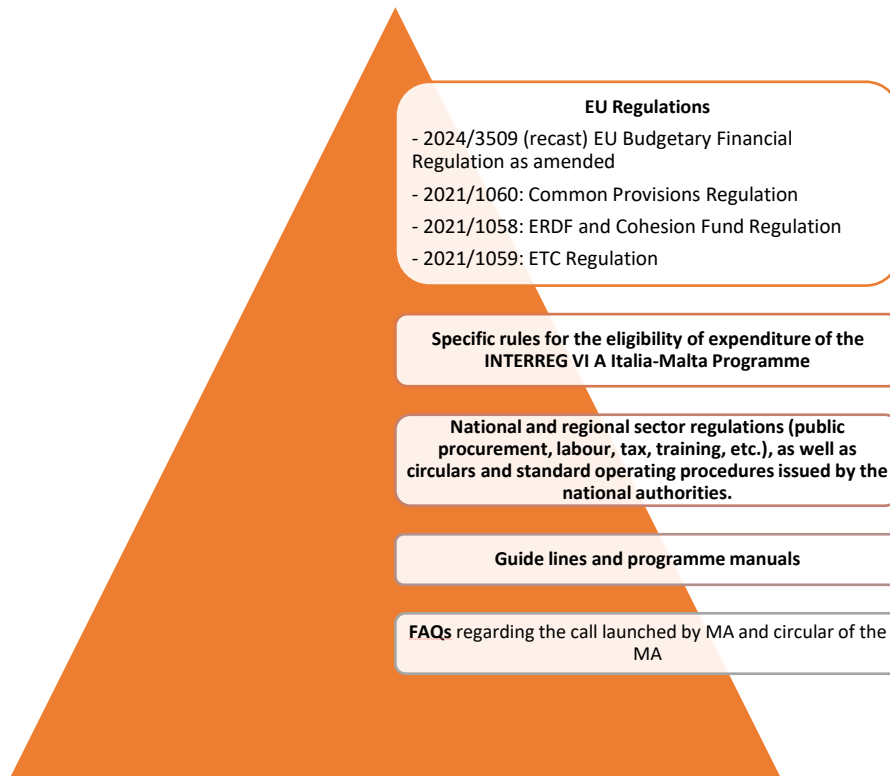 EU Regulations
- 2024/3509 (recast) EU Budgetary Financial
Regulation as amended
- 2021/1060: Common Provisions Regulation
- 2021/1058: ERDF and Cohesion Fund Regulation
- 2021/1059: ETC Regulation
Specific rules for the eligibility of expenditure of the
INTERREG VI A Italia-Malta Programme
National and regional sector regulations (public
procurement, labour, tax, training, etc.), as well as
circulars and standard operating procedures issued by the
national authorities.
Guide lines and programme manuals
FAQs regarding the call launched by MA and circular of the
MA